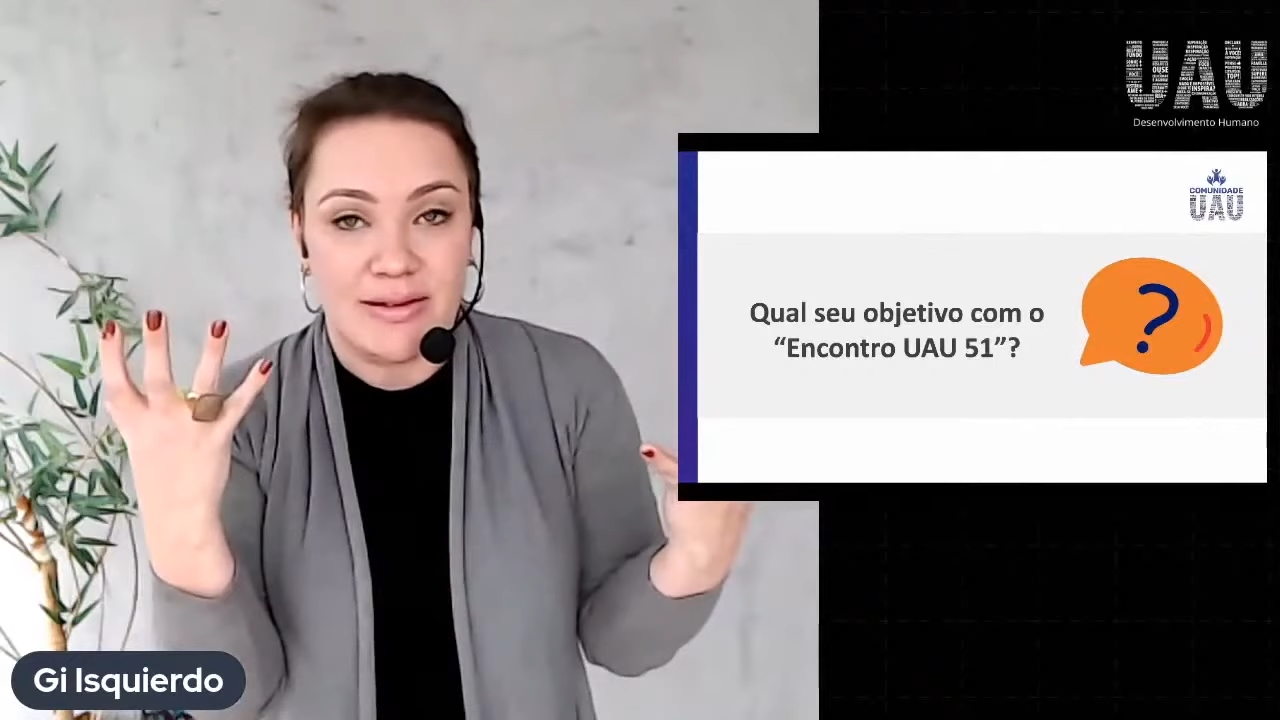 UAU
Desenvolvimento Humano
COMUNIDADE
UAU
Qual seu objetivo com o
“Encontro UAU 51”?
Gi Isquierdo